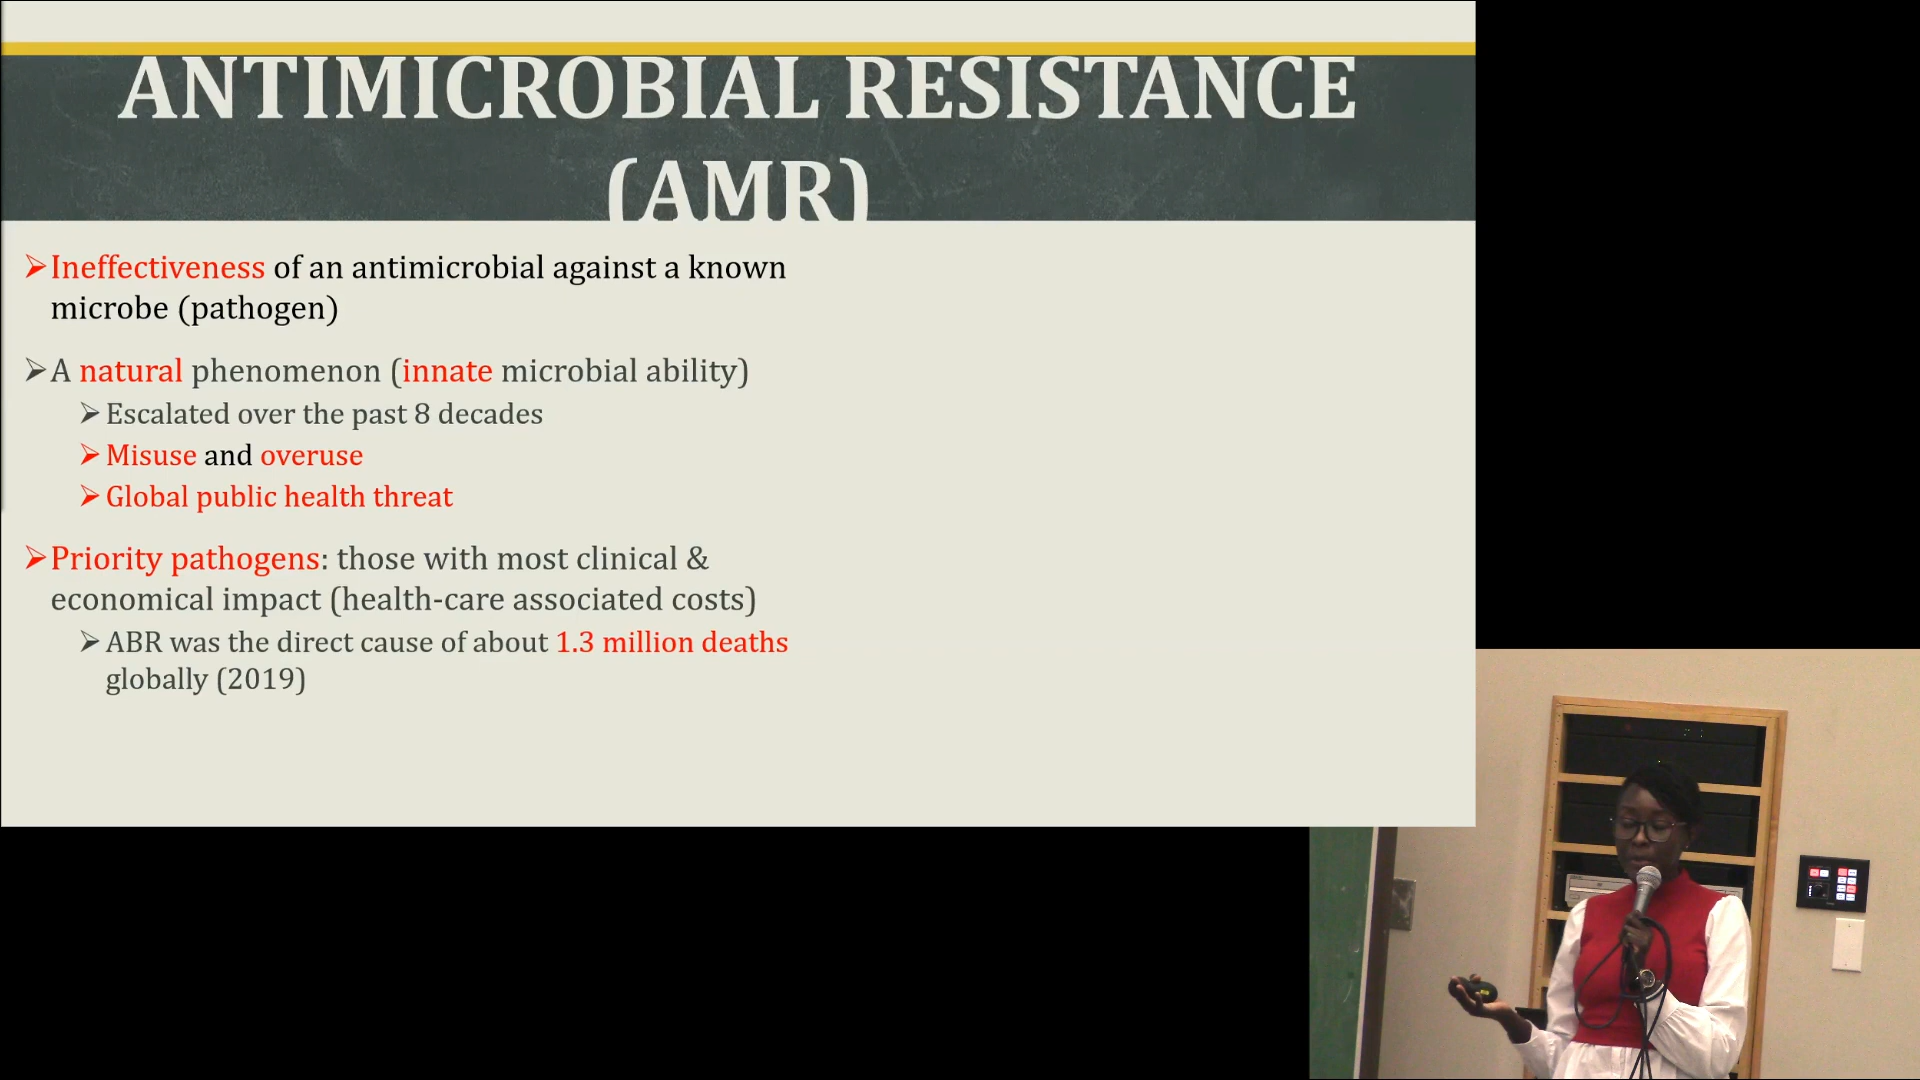 ANTIMICROBIAL RESISTANCE
(AMR)
Ineffectiveness of an antimicrobial against a known
microbe (pathogen)
A natural phenomenon (innate microbial ability)
Escalated over the past 8 decades
Misuse and overuse
Global public health threat
Priority pathogens: those with most clinical &
economical impact (health-care associated costs)
ABR was the direct cause of about 1.3 million deaths
globally (2019)